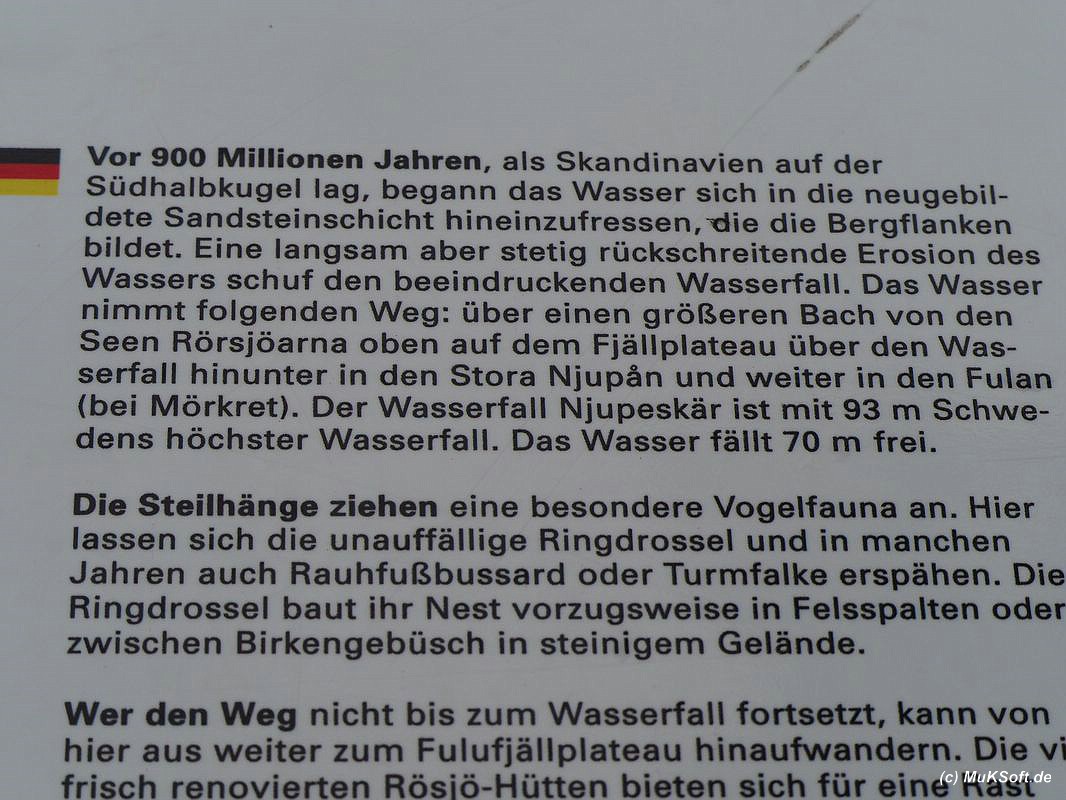 Vor 900 Millionen Jahren, als Skandinavien auf der
Südhalbkugel lag, begann das Wasser sich in die neugebil-
dete Sandsteinschicht hineinzufressen, die die Bergflanken
bildet. Eine langsam aber stetig rückschreitende Erosion des
Wassers schuf den beeindruckenden Wasserfall. Das Wasser
nimmt folgenden Weg: über einen größeren Bach von den
Seen Rörsjöarna oben auf dem Fjällplateau über den Was-
serfall hinunter in den Stora Njupån und weiter in den Fulan
(bei Mörkret). Der Wasserfall Njupeskär ist mit 93 m Schwe-
dens höchster Wasserfall. Das Wasser fällt 70 m frei.
Die Steilhänge ziehen eine besondere Vogelfauna an. Hier
lassen sich die unauffällige Ringdrossel und in manchen
Jahren auch Rauhfußbussard oder Turmfalke erspähen. Die
Ringdrossel baut ihr Nest vorzugsweise in Felsspalten oder
zwischen Birkengebüsch in steinigem Gelände.
Wer den Weg nicht bis zum Wasserfall fortsetzt, kann von
hier aus weiter zum Fulufjällplateau hinaufwandern. Die
frisch renovierten Rösjö-Hütten bieten sich für eine Rast
(c) MuKSoft.de